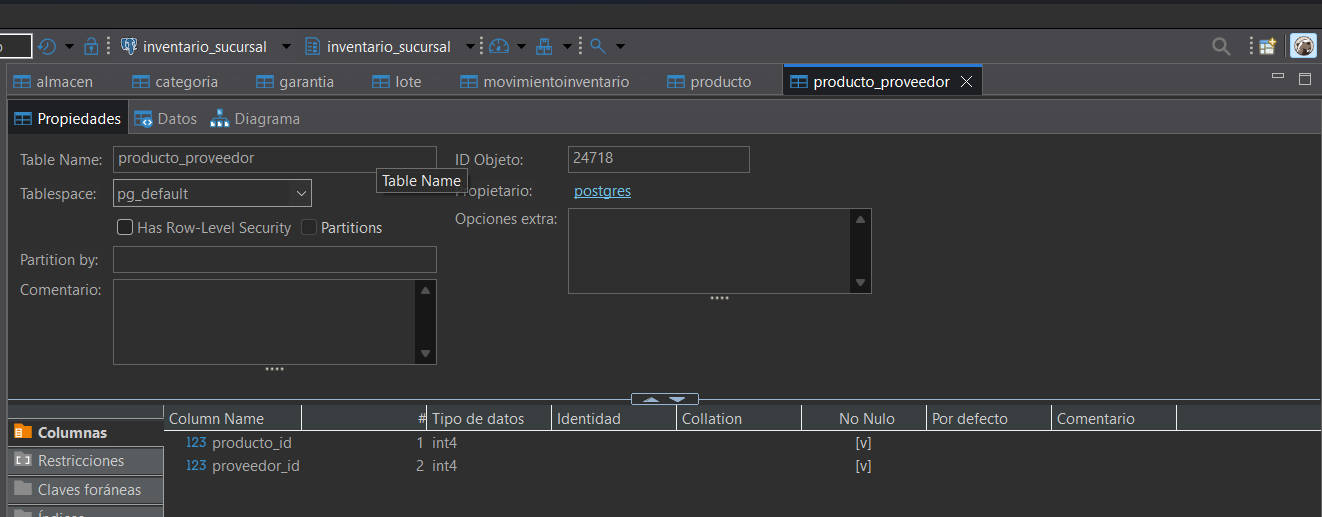 o inventario_sucursal inventario_sucursal
almacen categoria garantia lote movimientoinventario producto producto_proveedor
Propiedades Datos Diagrama
Table Name: producto_proveedor ID Objeto: 24718
Table Name
Tablespace: pg_default Propietario: postgres
Has Row-Level Security Partitions Opciones extra:
Partition by:
Comentario:
Column Name # Tipo de datos Identidad Collation No Nulo Por defecto Comentario
Columnas
123 producto_id 1 int4 [v]
Restricciones
123 proveedor_id 2 int4 [v]
Claves foráneas
Índices